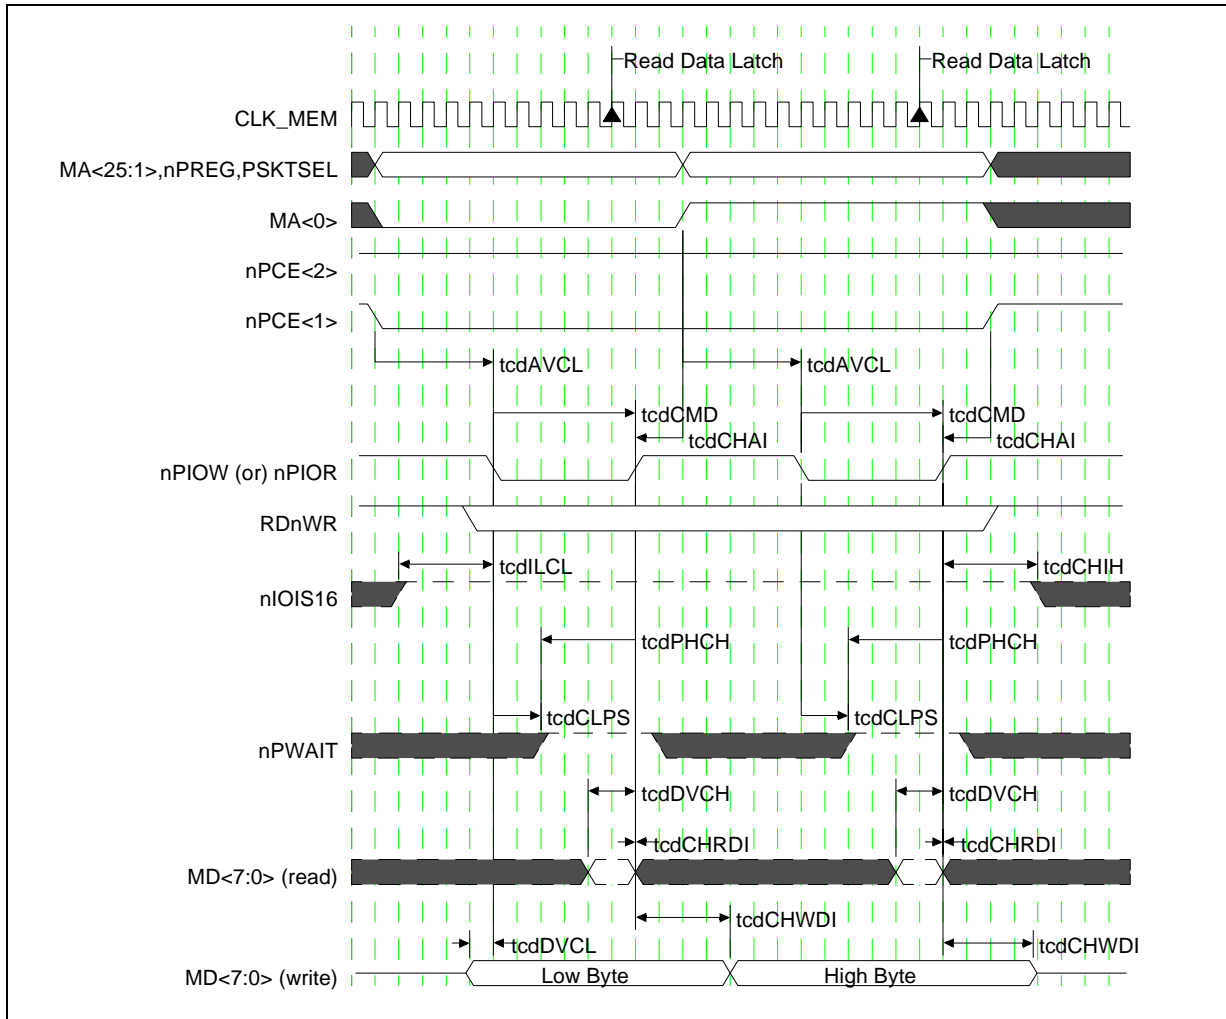 Read Data Latch Read Data Latch
CLK_MEM
MA<25:1>,nPREG,PSKTSEL
MA<0>
nPCE<2>
nPCE<1>
tcdAVCL tcdAVCL
tcdCMD tcdCMD
tcdCHAI tcdCHAI
nPIOW (or) nPIOR
RDnWR
tcdILCL tcdCHIH
nIOIS16
tcdPHCH tcdPHCH
tcdCLPS tcdCLPS
nPWAIT
tcdDVCH tcdDVCH
tcdCHRDI tcdCHRDI
MD<7:0> (read)
tcdCHWDI
tcdDVCL tcdCHWDI
MD<7:0> (write) Low Byte High Byte